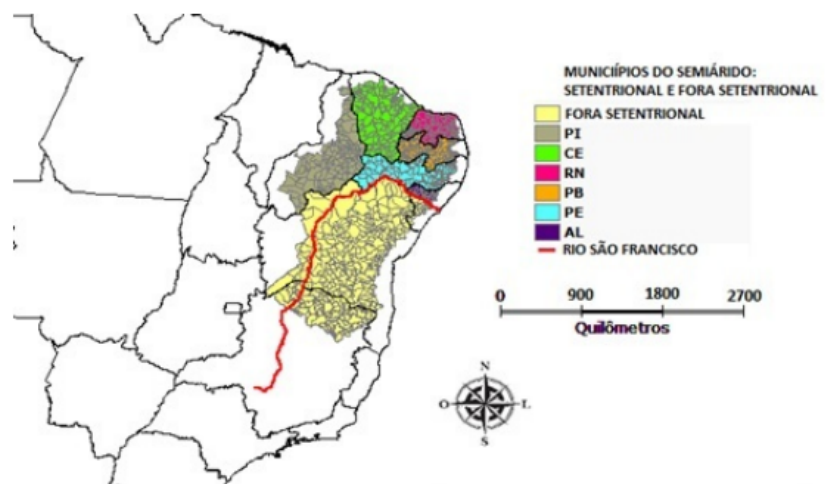 MUNICIÍPIOS DO SEMIÁRIDO:
SETENTRIONAL E FORA SETENTRIONAL
FORA SETENTRIONAL
PI
CE
RN
PB
PE
AL
RIO SÃO FRANCISCO
0 900 1800 2700
Quilômetros
N
O L
S